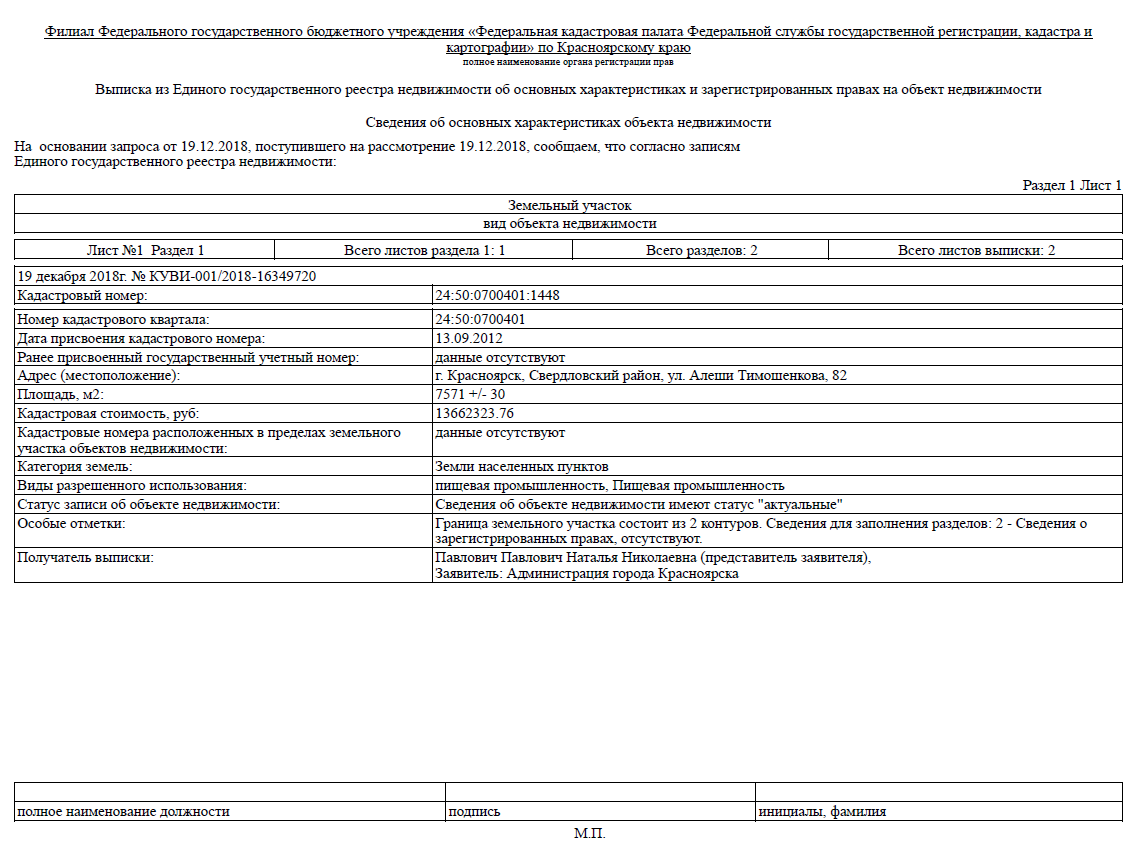 Филиал Федерального государственного бюджетного учреждения «Федеральная кадастровая палата Федеральной службы государственной регистрации, кадастра и
картографии» по Красноярскому краю
полное наименование органа регистрации прав
Выписка из Единого государственного реестра недвижимости об основных характеристиках и зарегистрированных правах на объект недвижимости
Сведения об основных характеристиках объекта недвижимости
На основании запроса от 19.12.2018, поступившего на рассмотрение 19.12.2018, сообщаем, что согласно записям
Единого государственного реестра недвижимости:
Раздел 1 Лист 1
Земельный участок
вид объекта недвижимости
Лист №1 Раздел 1 Всего листов раздела 1: 1 Всего разделов: 2 Всего листов выписки: 2
19 декабря 2018г. № КУВИ-001/2018-16349720
Кадастровый номер: 24:50:0700401:1448
Номер кадастрового квартала: 24:50:0700401
Дата присвоения кадастрового номера: 13.09.2012
Ранее присвоенный государственный учетный номер: данные отсутствуют
Адрес (местоположение): г. Красноярск, Свердловский район, ул. Алеши Тимошенкова, 82
Площадь, м2: 7571 +/- 30
Кадастровая стоимость, руб: 13662323.76
Кадастровые номера расположенных в пределах земельного данные отсутствуют
участка объектов недвижимости:
Категория земель: Земли населенных пунктов
Виды разрешенного использования: пищевая промышленность, Пищевая промышленность
Статус записи об объекте недвижимости: Сведения об объекте недвижимости имеют статус "актуальные"
Особые отметки: Граница земельного участка состоит из 2 контуров. Сведения для заполнения разделов: 2 - Сведения о
зарегистрированных правах, отсутствуют.
Получатель выписки: Павлович Павлович Наталья Николаевна (представитель заявителя),
Заявитель: Администрация города Красноярска
полное наименование должности подпись инициалы, фамилия
М.П.